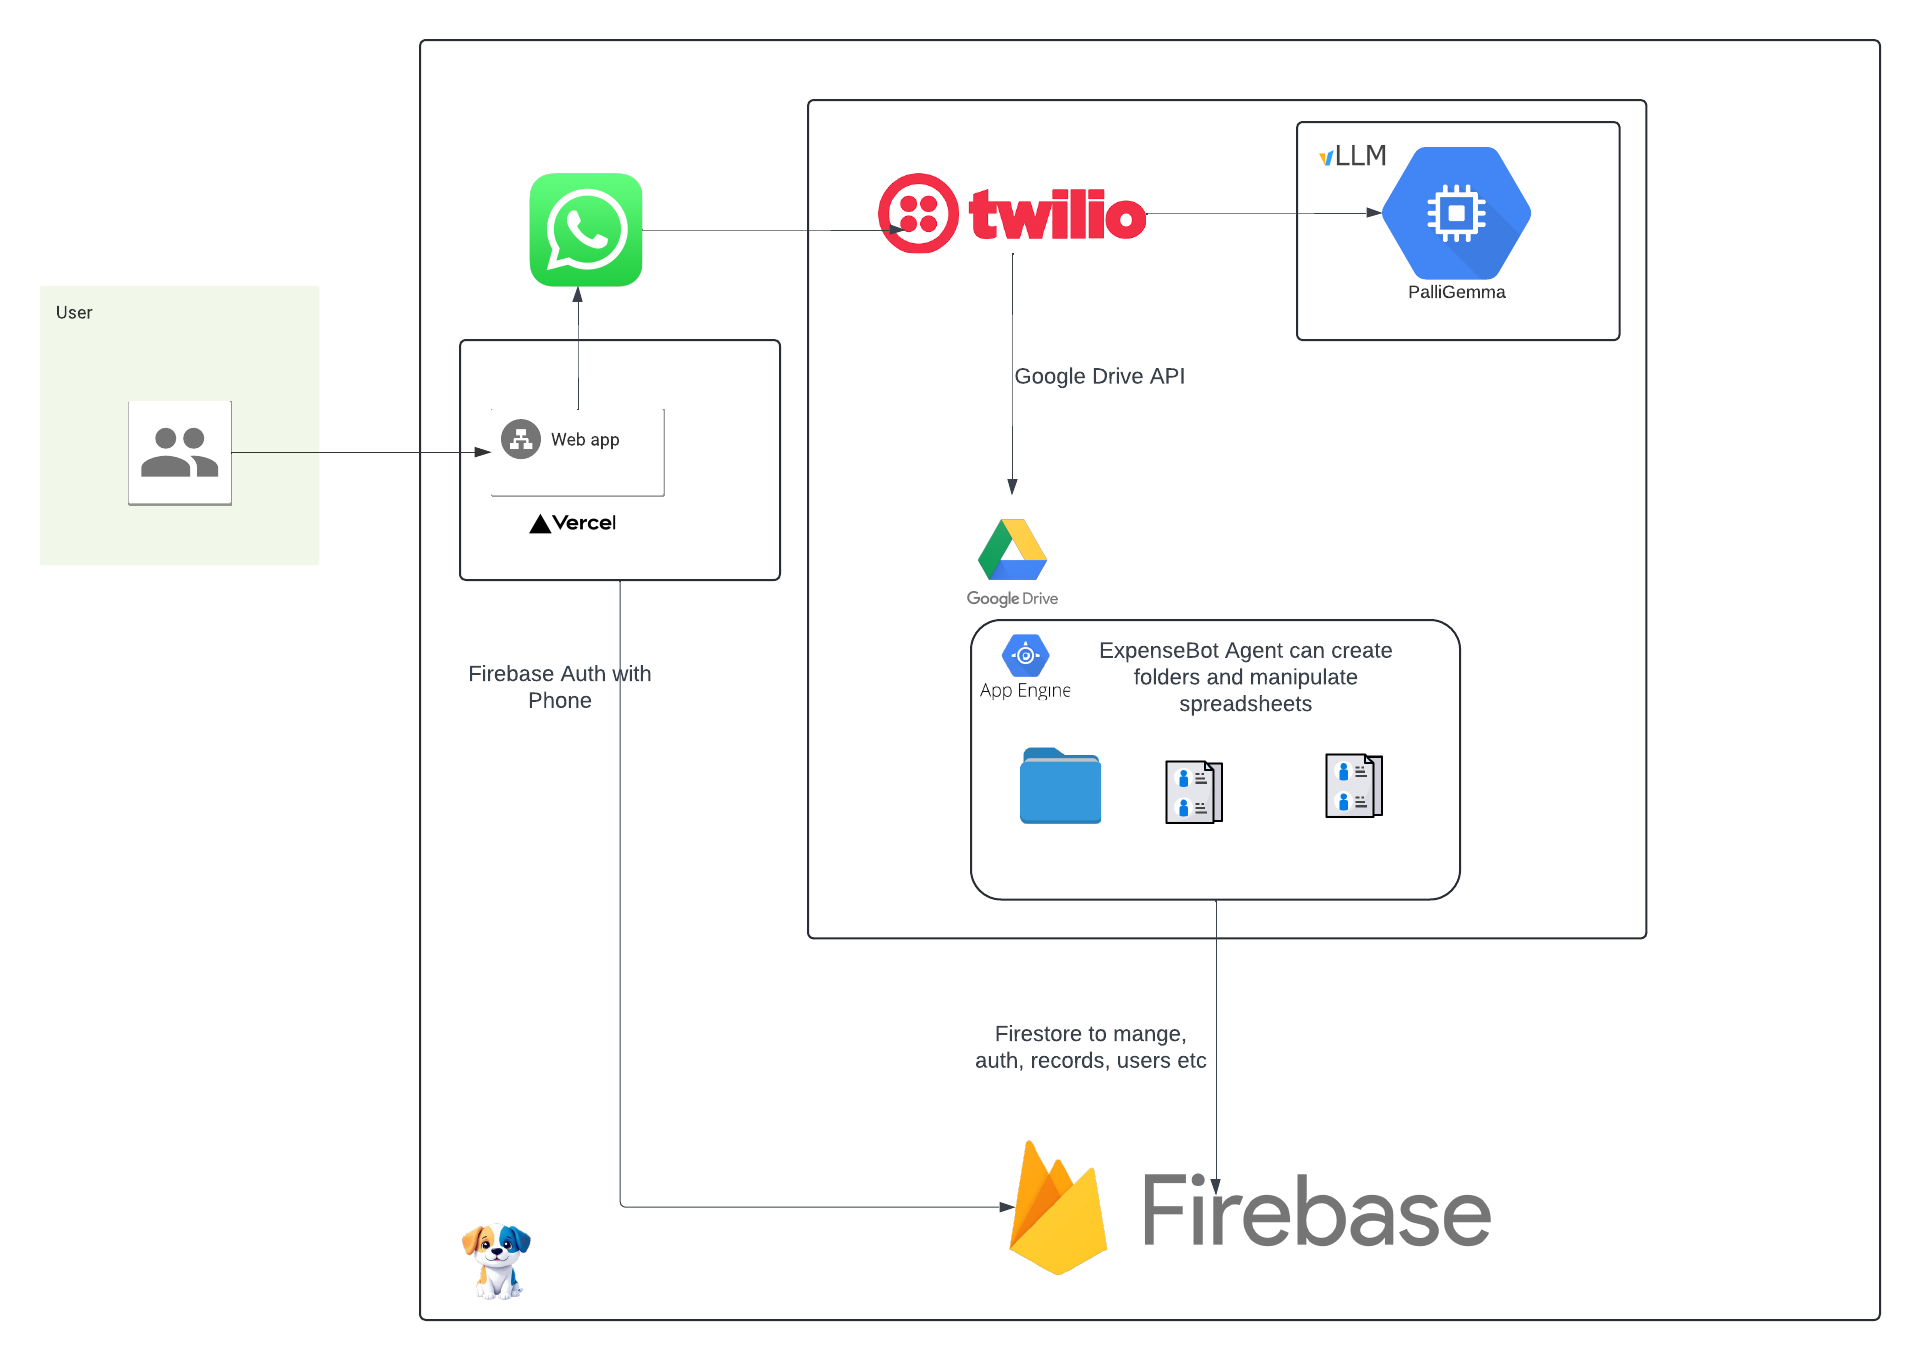 vLLM
twilio
PalliGemma
User
Google Drive API
Web app
Vercel
Google Drive
ExpenseBot Agent can create
folders and manipulate
spreadsheets
App Engine
Firebase Auth with
Phone
Firestore to mange,
auth, records, users etc
Firebase